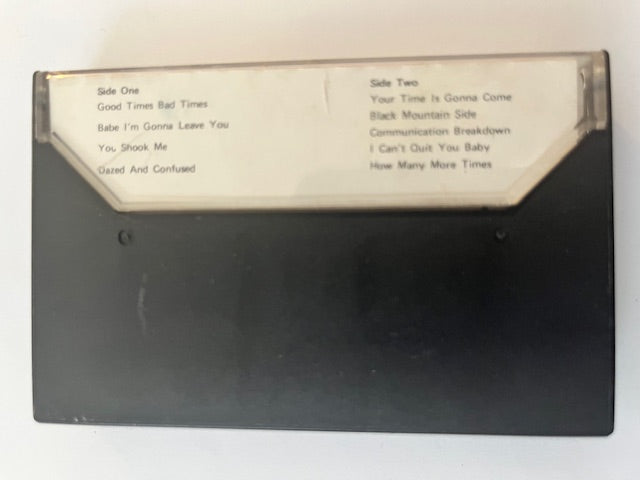 Side One
Good Times Bad Times
Babe I'm Gonna Leave You
You Shook Me
Dazed And Confused
Side Two
Your Time Is Gonna Come
Black Mountain Side
Communication Breakdown
I Can't Quit You Baby
How Many More Times